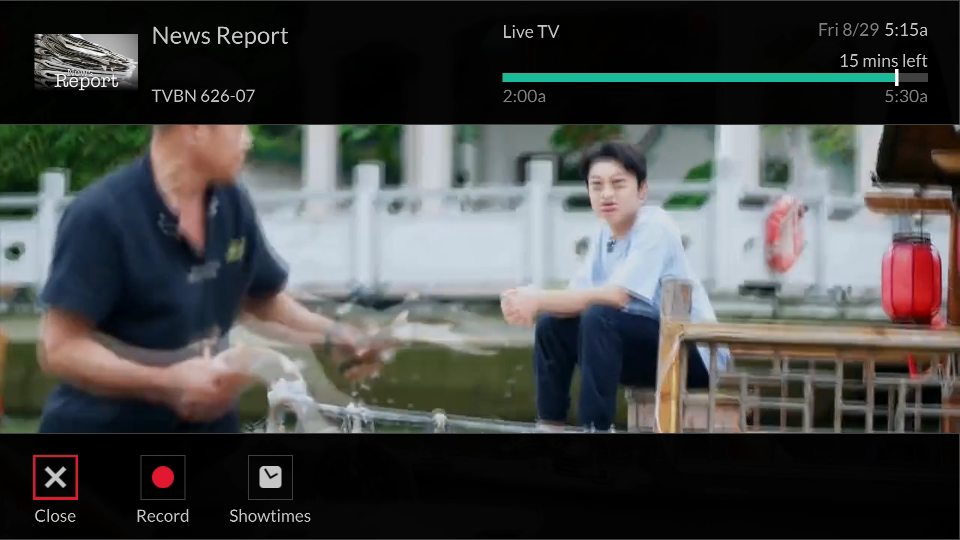 Report
News Report
TVBN 626-07
Live TV
Fri 8/29 5:15a
15 mins left
2:00a
5:30a
Close
Record
Showtimes